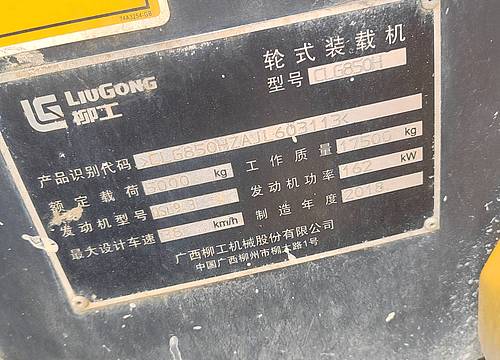 7A43254-GB
LIUGONG
柳工
轮式装载机
型号 CLG850H
产品识别代码
额定载荷 5000 kg 工作质量 17500 kg
发动机型号 发动机功率 162 kW
最大设计车速 38 km/h 制造年度 2018
广西柳工机械股份有限公司
中国广西柳州市柳太路1号